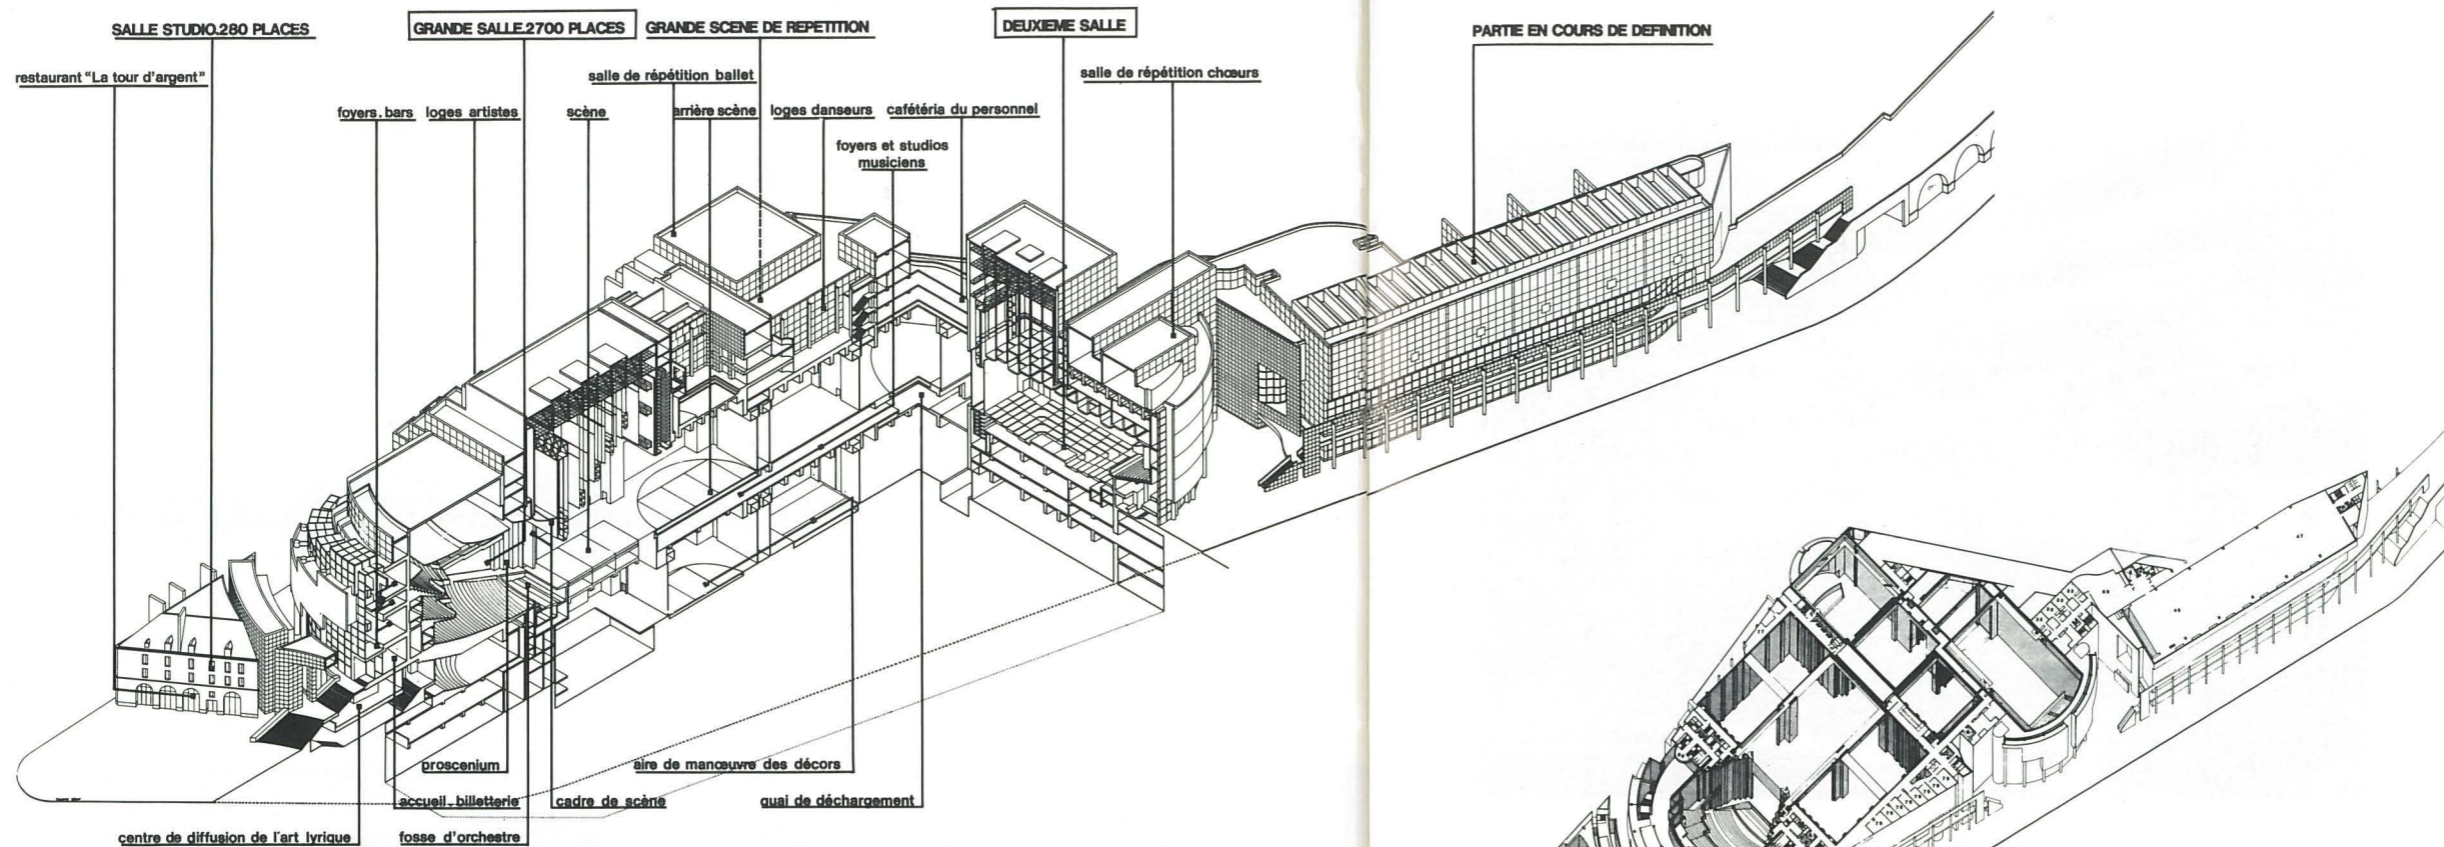 SALLE STUDIO.280 PLACES
GRANDE SALLE.2700 PLACES
GRANDE SCENE DE REPETITION
DEUXIEME SALLE
PARTIE EN COURS DE DEFINITION
restaurant “La tour d'argent”
salle de répétition ballet
salle de répétition chœurs
foyers.bars
loges artistes
scène
arrière scène
loges danseurs
cafétéria du personnel
foyers et studios
musiciens
proscenium
aire de manœuvre des décors
accueil.billetterie
cadre de scène
quai de déchargement
centre de diffusion de l'art lyrique
fosse d'orchestre